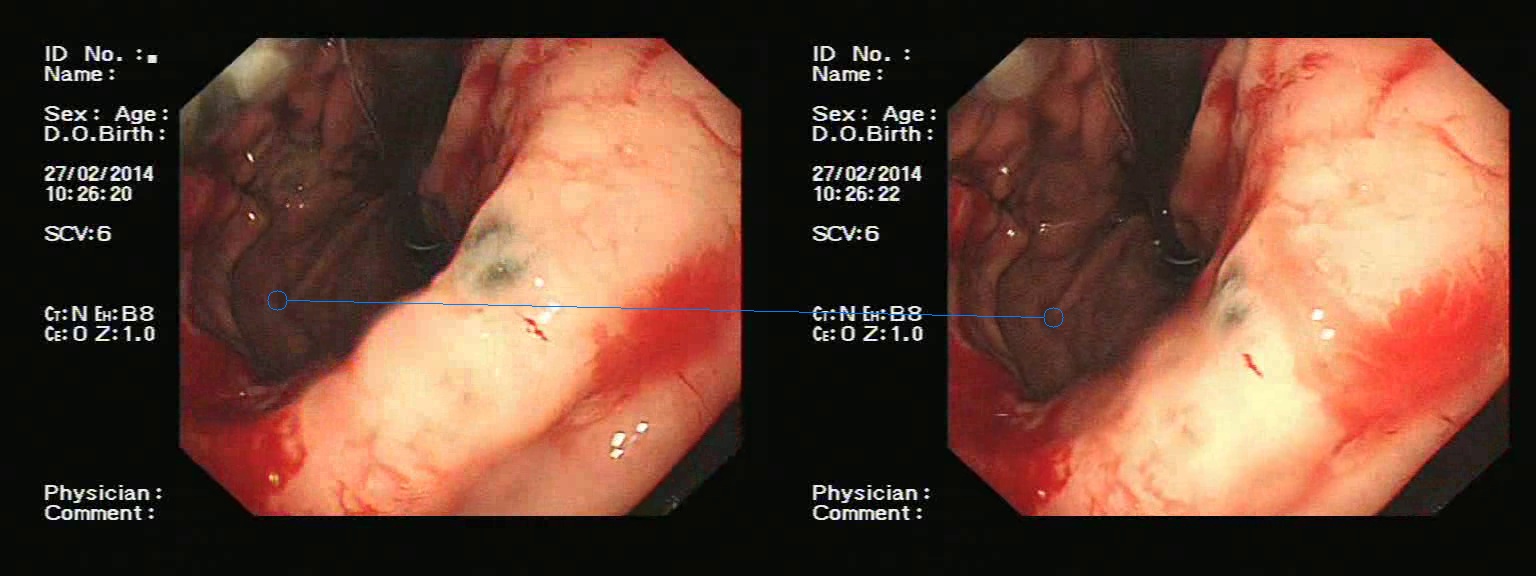 ID No. :
Name:
Sex: Age:
D.O.Birth:
27/02/2014
10:26:20
SCV:6
CT:N EH:B8
CE:0 Z:1.0
Physician:
Comment:
ID No. :
Name:
Sex: Age:
D.O.Birth:
27/02/2014
10:26:22
SCV:6
CT:N EH:B8
CE:0 Z:1.0
Physician:
Comment: